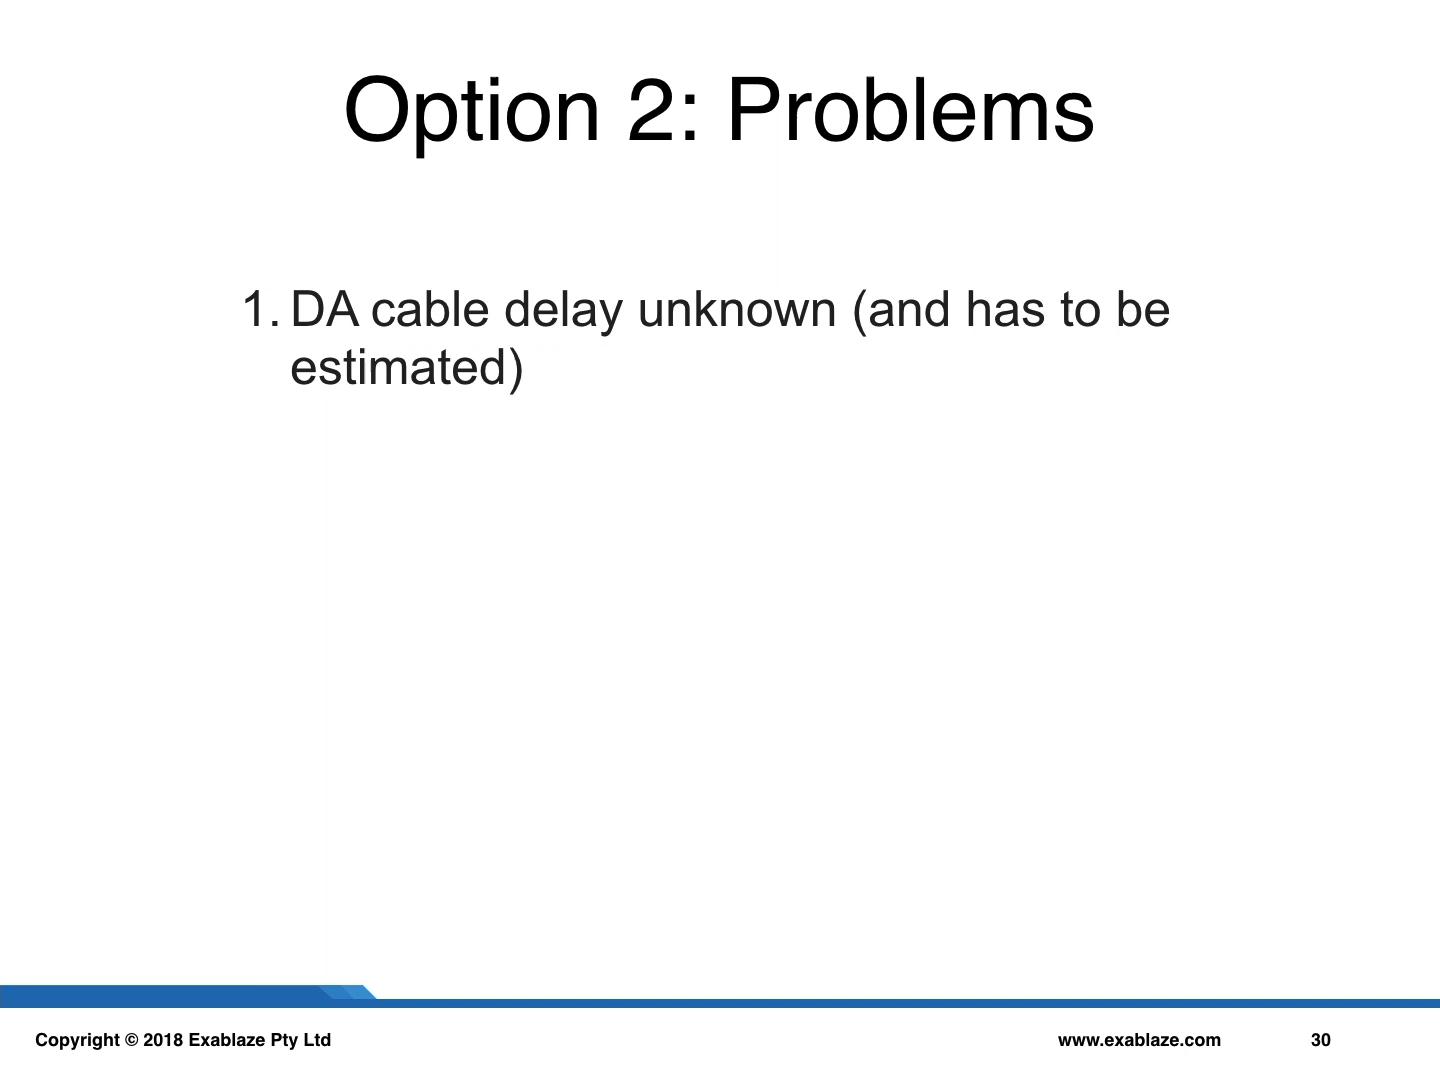 Option 2: Problems
1. DA cable delay unknown (and has to be
estimated)
Copyright © 2018 Exablaze Pty Ltd
www.exablaze.com
30